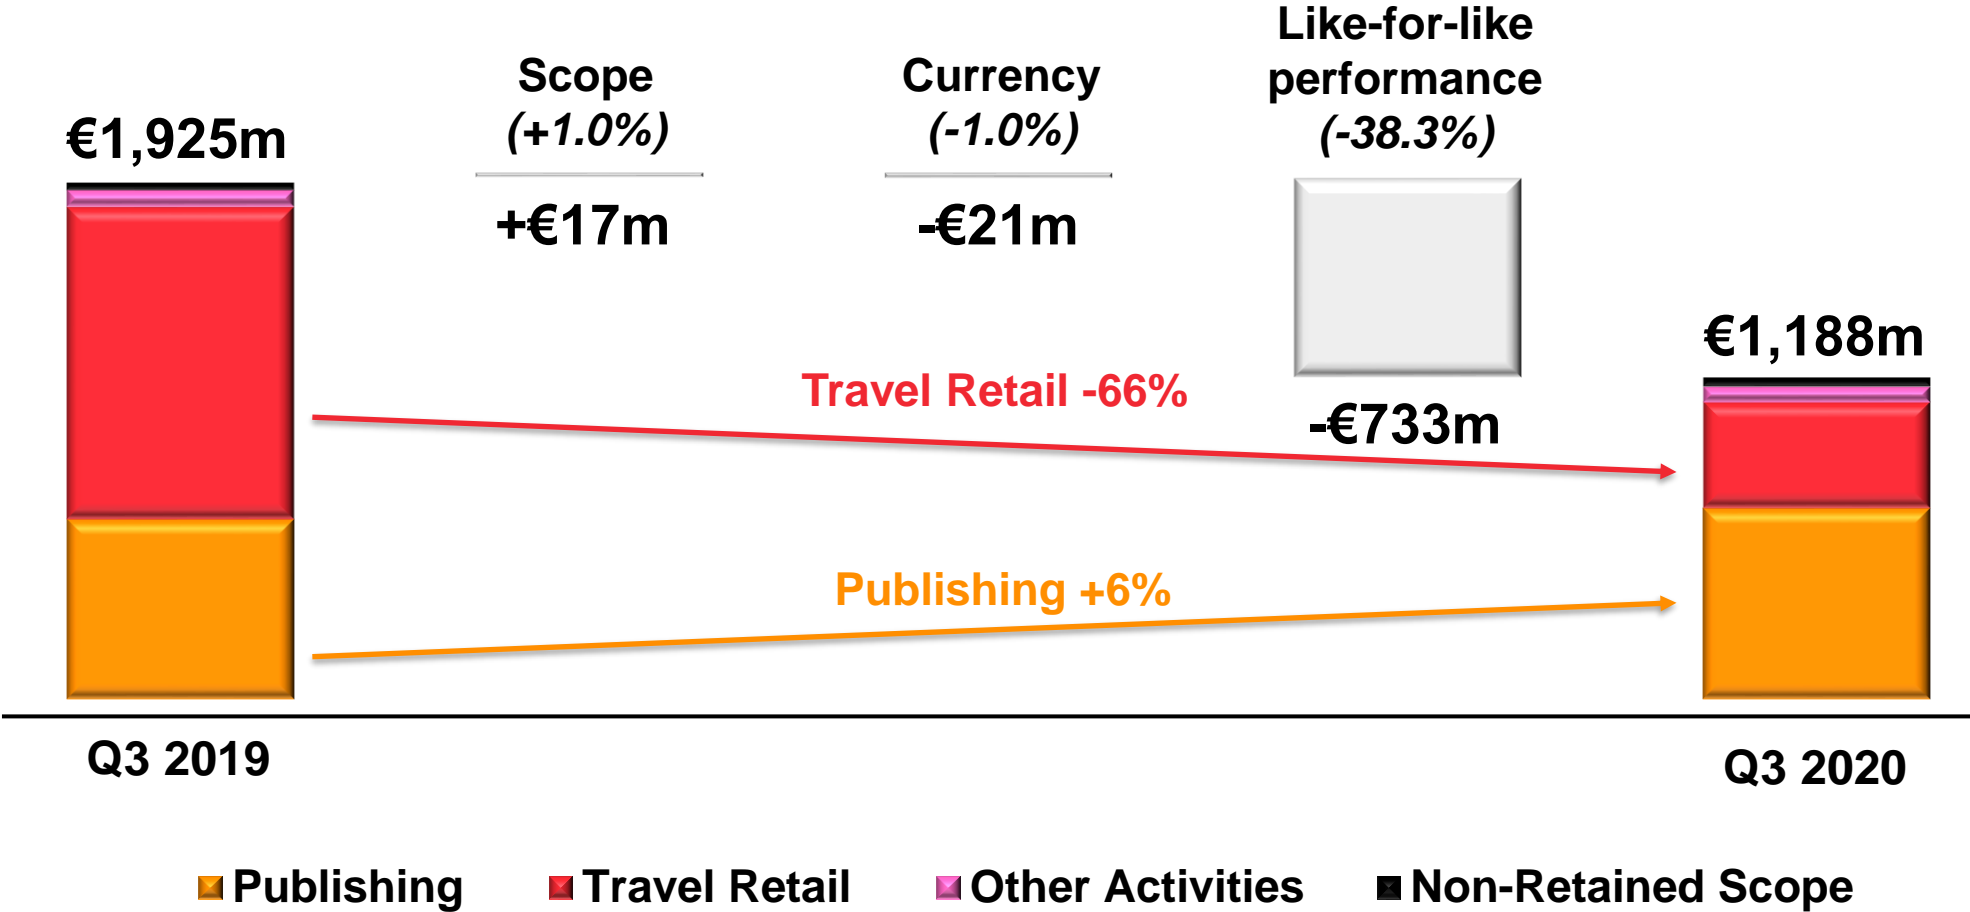 Like-for-like
performance
(-38.3%)
Scope
(+1.0%)
Currency
(-1.0%)
€1,925m
+€17m
-€21m
-€733m
€1,188m
Travel Retail -66%
Publishing +6%
Q3 2019
Q3 2020
Publishing
Travel Retail
Other Activities
Non-Retained Scope